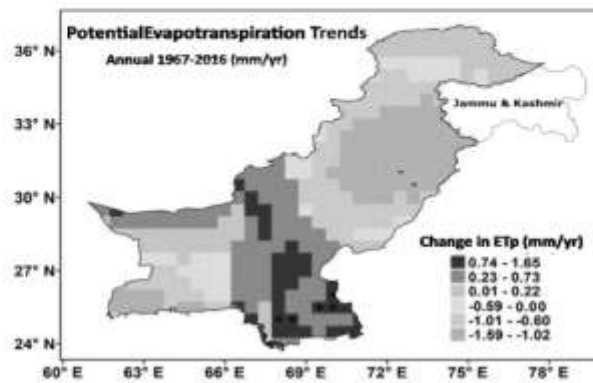 PotentialEvapotranspiration Trends
Annual 1967-2016 (mm/yr)
Jammu & Kashmir
36° N
33° N
30° N
27° N
24° N
Change in ETp (mm/yr)
0.74 - 1.65
0.23 - 0.73
0.01 - 0.22
-0.59 - 0.00
-1.01 - -0.60
-1.59 - -1.02
60° E
63° E
66° E
69° E
72° E
75° E
78° E